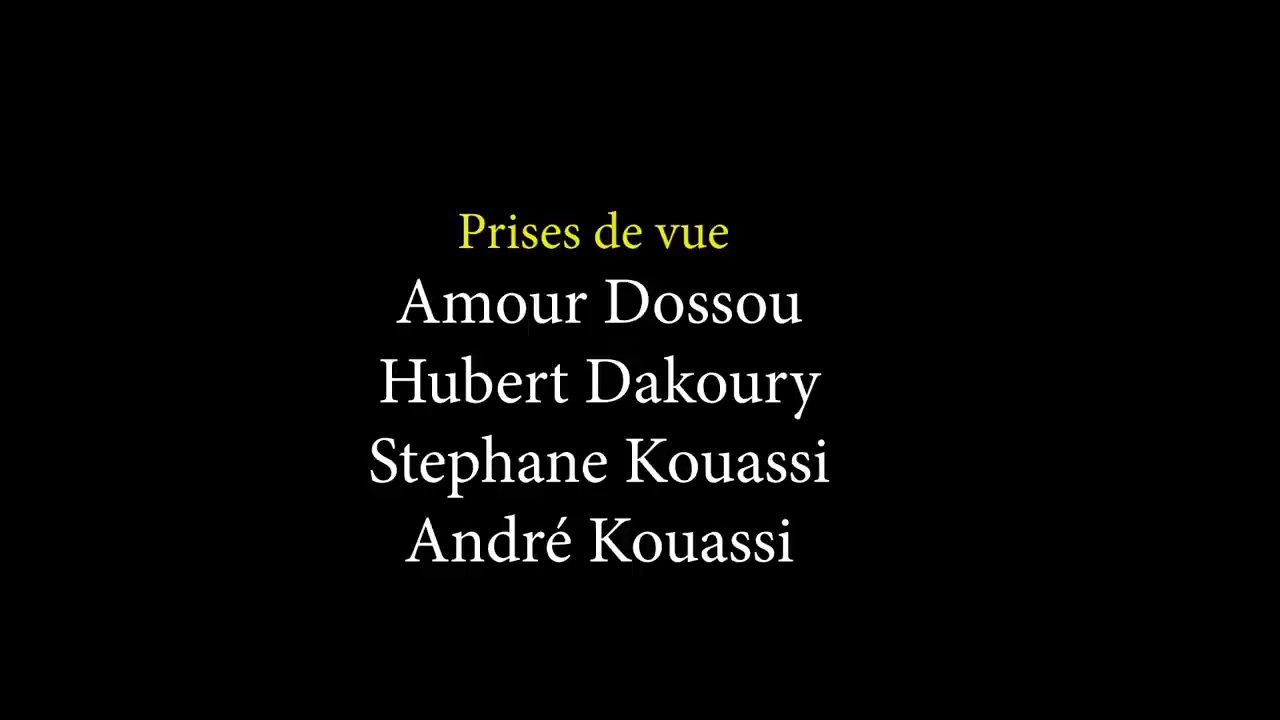 Prises de vue
Amour Dossou
Hubert Dakoury
Stephane Kouassi
André Kouassi